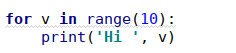 for v in range(10):
    print('Hi ', v)